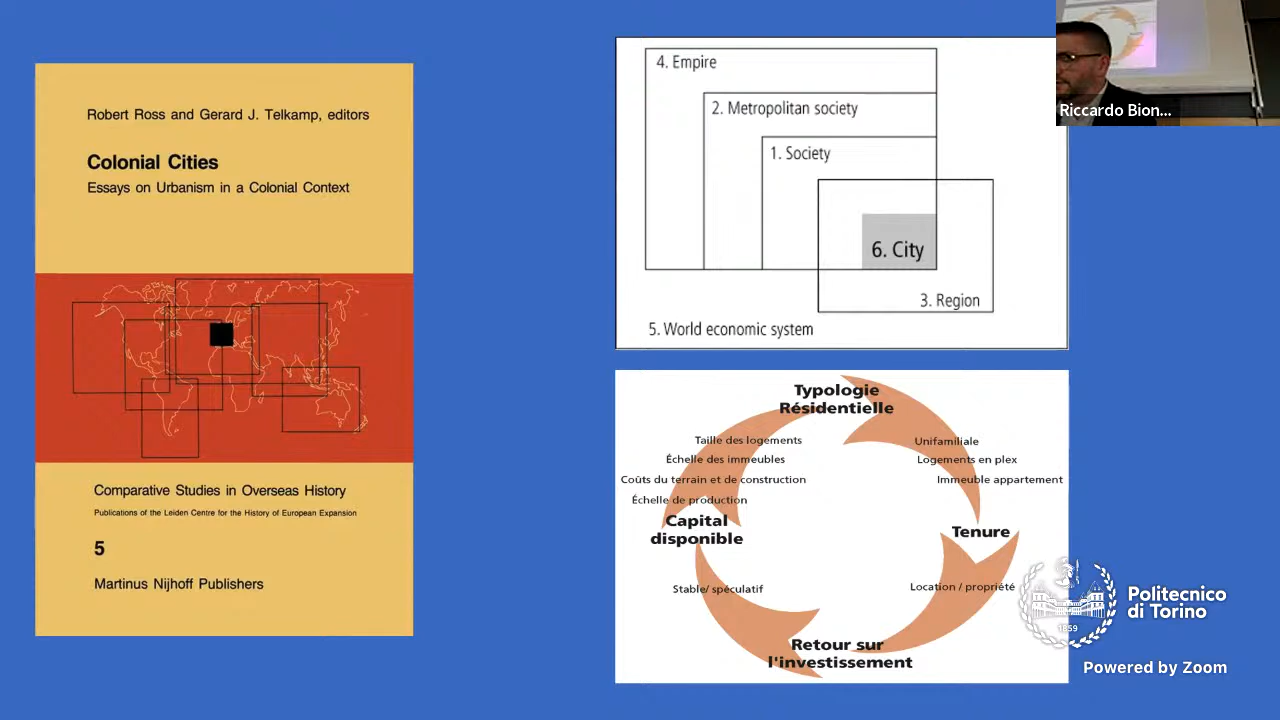 Robert Ross and Gerard J. Telkamp, editors
Colonial Cities
Essays on Urbanism in a Colonial Context
Comparative Studies in Overseas History
Publications of the Leiden Centre for the History of European Expansion
5
Martinus Nijhoff Publishers
4. Empire
2. Metropolitan society
1. Society
6. City
3. Region
5. World economic system
Riccardo Bion...
Typologie
Résidentielle
Taille des logements
Échelle des immeubles
Coûts du terrain et de construction
Échelle de production
Unifamiliale
Logements en plex
Immeuble appartement
Capital
disponible
Tenure
Stable/ spéculatif
Location / propriété
Retour sur
l'investissement
1859
Politecnico
di Torino
Powered by Zoom